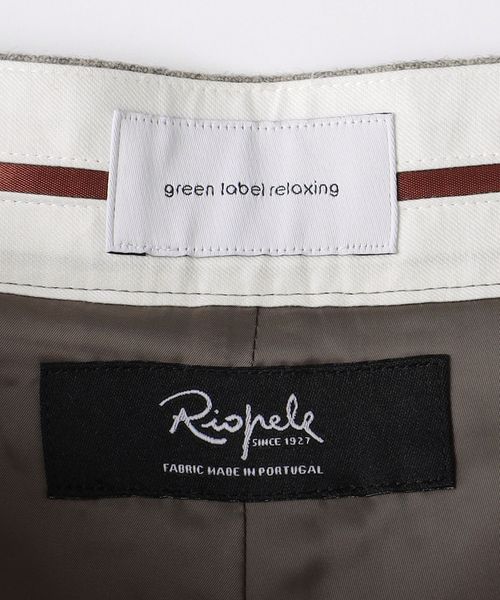 green label relaxing
Riopele
SINCE 1927
FABRIC MADE IN PORTUGAL